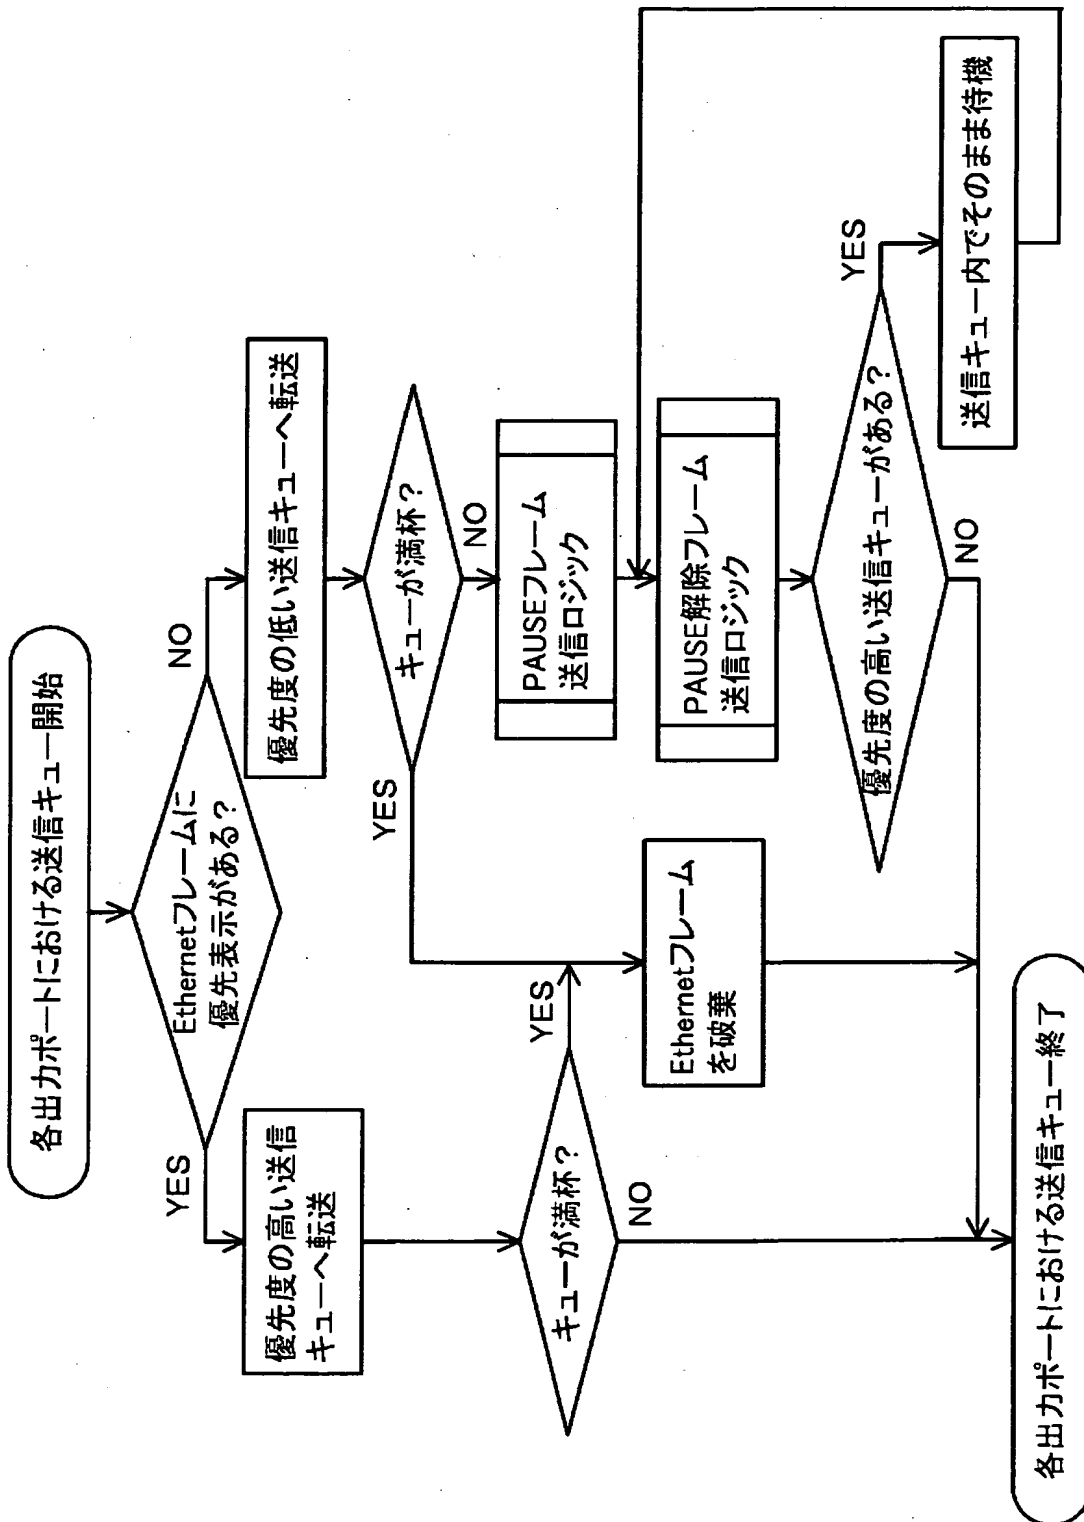 各出力ポートにおける送信キュー開始
Ethernetフレームに
優先表示がある?
YES
NO
優先度の高い送信
キューへ転送
優先度の低い送信キューへ転送
キューが満杯?
YES
NO
キューが満杯?
YES
NO
PAUSEフレーム
送信ロジック
Ethernetフレーム
を破棄
PAUSE解除フレーム
送信ロジック
優先度の高い送信キューがある?
YES
NO
送信キュー内でそのまま待機
各出力ポートにおける送信キュー終了